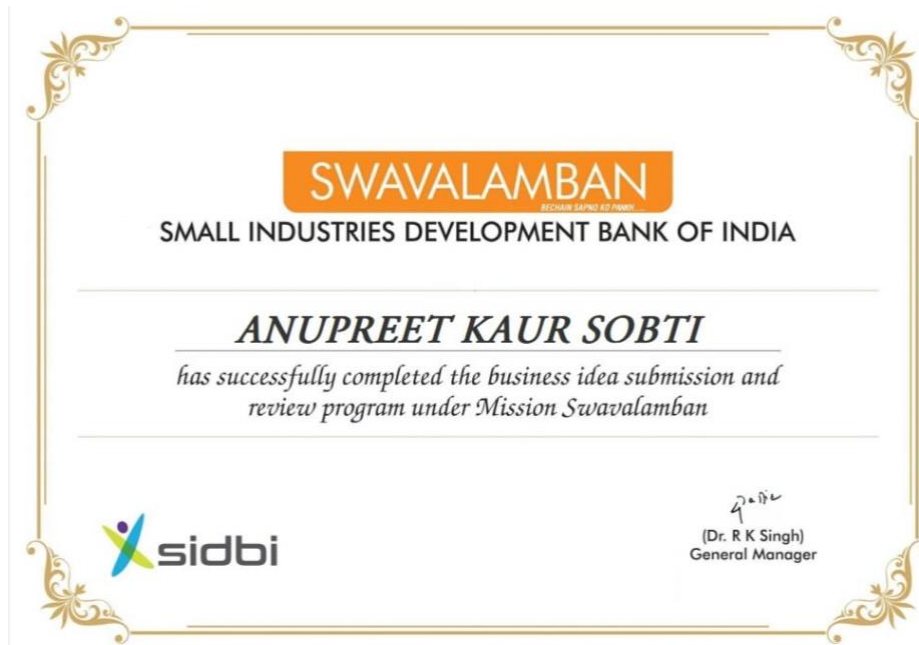 SWAVALAMBAN
BECHAIN SAPNO KO PANKH ...
SMALL INDUSTRIES DEVELOPMENT BANK OF INDIA
ANUPREET KAUR SOBTI
has successfully completed the business idea submission and
review program under Mission Swavalamban
sidbi
(Dr. R K Singh)
General Manager